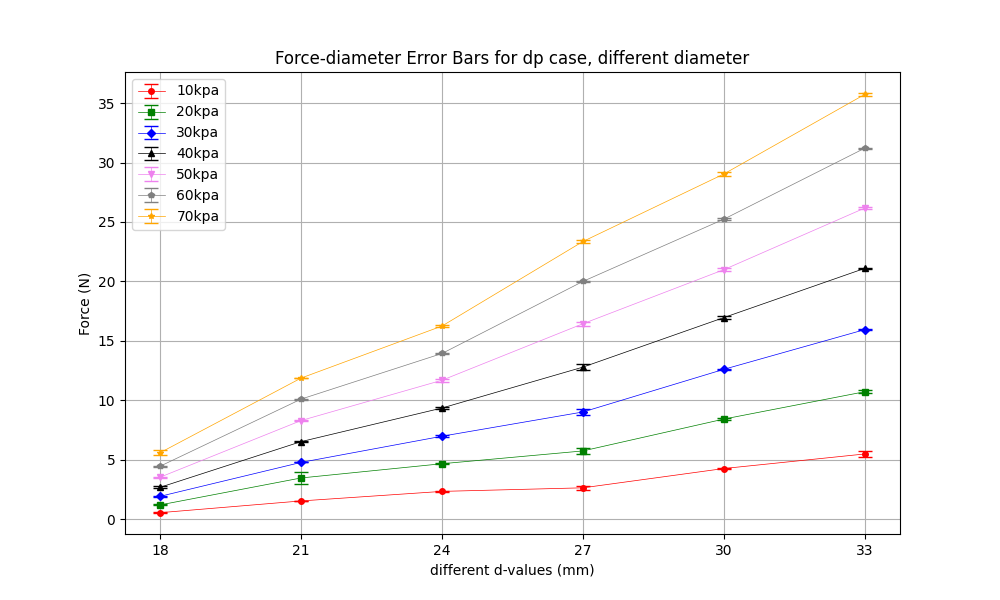 Force-diameter Error Bars for dp case, different diameter
10kpa
20kpa
30kpa
40kpa
50kpa
60kpa
70kpa
35
30
25
20
15
10
5
0
Force (N)
18 21 24 27 30 33
different d-values (mm)